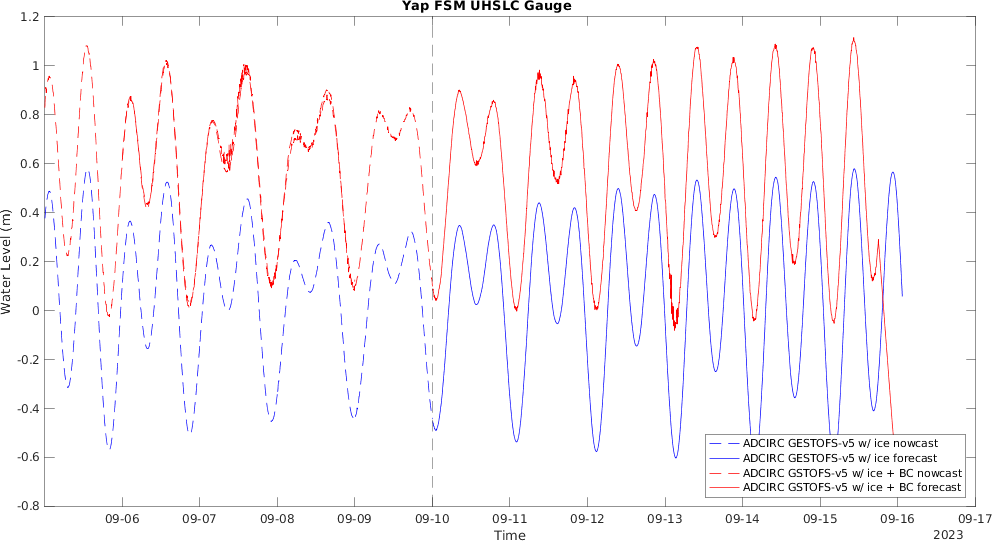 Yap FSM UHSLC Gauge
1.2
1
0.8
0.6
0.4
0.2
0
-0.2
-0.4
-0.6
-0.8
Water Level (m)
ADCIRC GESTOFS-v5 w/ ice nowcast
ADCIRC GESTOFS-v5 w/ ice forecast
ADCIRC GSTOFS-v5 w/ ice + BC nowcast
ADCIRC GSTOFS-v5 w/ ice + BC forecast
09-06 09-07 09-08 09-09 09-10 09-11 09-12 09-13 09-14 09-15 09-16 09-17
Time 2023